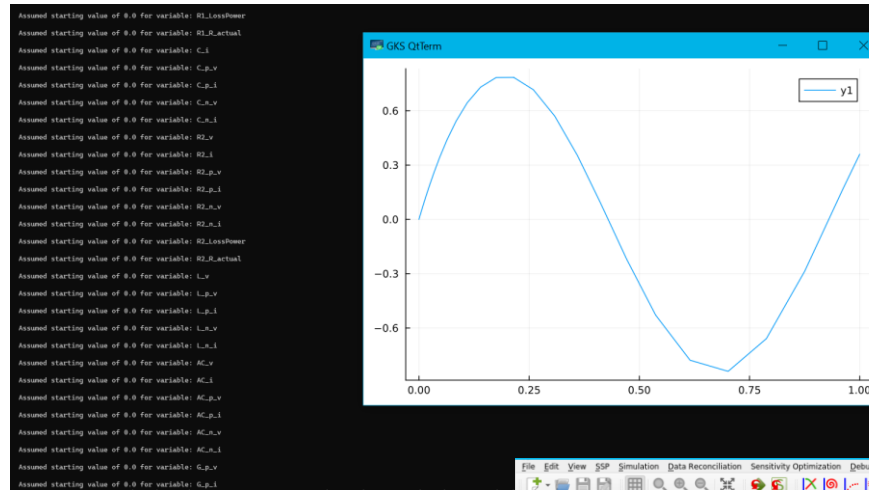 Assumed starting value of 0.0 for variable: R1_LossPower
Assumed starting value of 0.0 for variable: R1_R_actual
Assumed starting value of 0.0 for variable: C_i
Assumed starting value of 0.0 for variable: C_p_v
Assumed starting value of 0.0 for variable: C_p_i
Assumed starting value of 0.0 for variable: C_n_v
Assumed starting value of 0.0 for variable: C_n_i
Assumed starting value of 0.0 for variable: R2_v
Assumed starting value of 0.0 for variable: R2_i
Assumed starting value of 0.0 for variable: R2_p_v
Assumed starting value of 0.0 for variable: R2_p_i
Assumed starting value of 0.0 for variable: R2_n_v
Assumed starting value of 0.0 for variable: R2_n_i
Assumed starting value of 0.0 for variable: R2_LossPower
Assumed starting value of 0.0 for variable: R2_R_actual
Assumed starting value of 0.0 for variable: L_v
Assumed starting value of 0.0 for variable: L_p_v
Assumed starting value of 0.0 for variable: L_p_i
Assumed starting value of 0.0 for variable: L_n_v
Assumed starting value of 0.0 for variable: L_n_i
Assumed starting value of 0.0 for variable: AC_v
Assumed starting value of 0.0 for variable: AC_i
Assumed starting value of 0.0 for variable: AC_p_v
Assumed starting value of 0.0 for variable: AC_p_i
Assumed starting value of 0.0 for variable: AC_n_v
Assumed starting value of 0.0 for variable: AC_n_i
Assumed starting value of 0.0 for variable: G_p_v
Assumed starting value of 0.0 for variable: G_p_i
GKS QtTerm
y1
0.6
0.3
0.0
−0.3
−0.6
0.00 0.25 0.50 0.75 1.00
File Edit View SSP Simulation Data Reconciliation Sensitivity Optimization Debu